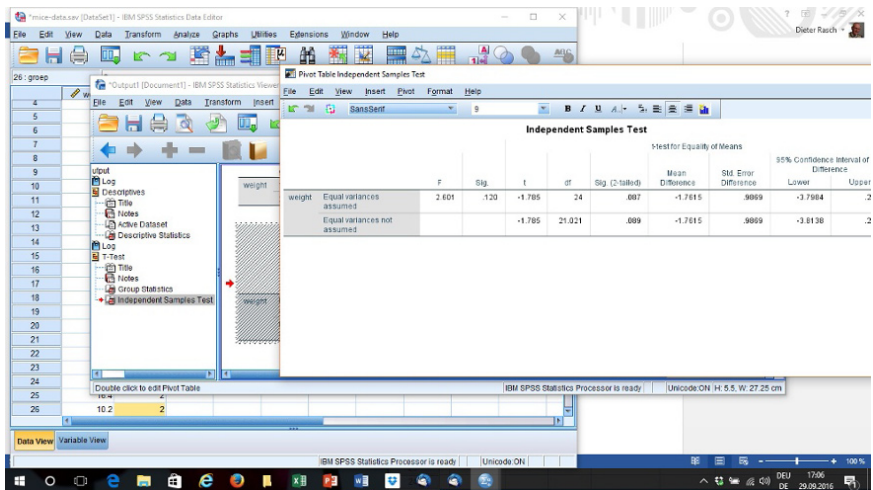 *mice-data.sav [DataSet1] - IBM SPSS Statistics Data Editor
File Edit View Data Transform Analyze Graphs Utilities Extensions Window Help
Dieter Rasch
26 : groep
*Output1 [Document1] - IBM SPSS Statistics Viewer
File Edit View Data Transform Insert
Pivot Table Independent Samples Test
File Edit View Insert Pivot Format Help
SansSerif 9 B I U A
Independent Samples Test
t-test for Equality of Means
95% Confidence Interval of
Difference
Mean Std. Error
F Sig. t df Sig. (2-tailed) Difference Difference Lower Upper
weight Equal variances assumed 2.601 .120 -1.785 24 .087 -1.7615 .9869 -3.7984 .2
Equal variances not assumed -1.785 21.021 .089 -1.7615 .9869 -3.8138 .2
utput
Log
Descriptives
Title
Notes
Active Dataset
Descriptive Statistics
Log
T-Test
Title
Notes
Group Statistics
Independent Samples Test
weight
weight
4
5
6
7
8
9
10
11
12
13
14
15
16
17
18
19
20
21
22
23
24
25 16.4 2
26 10.2 2
Double click to edit Pivot Table
IBM SPSS Statistics Processor is ready Unicode:ON H: 5.5, W: 27.25 cm
Data View Variable View
IBM SPSS Statistics Processor is ready Unicode:ON
100 %
DEU 17:06
DE 29.09.2016